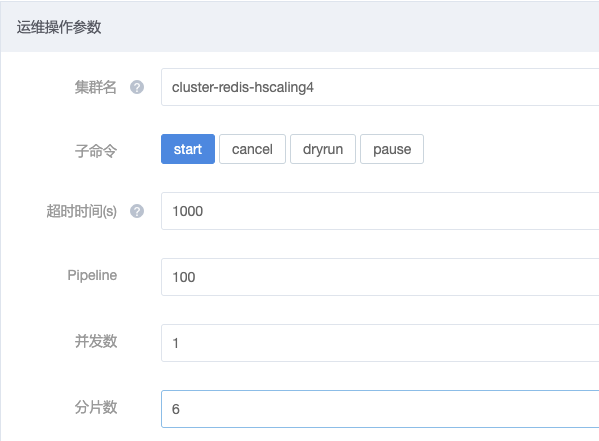 运维操作参数
集群名 ? cluster-redis-hscaling4
子命令 start cancel dryrun pause
超时时间(s) ? 1000
Pipeline 100
并发数 1
分片数 6